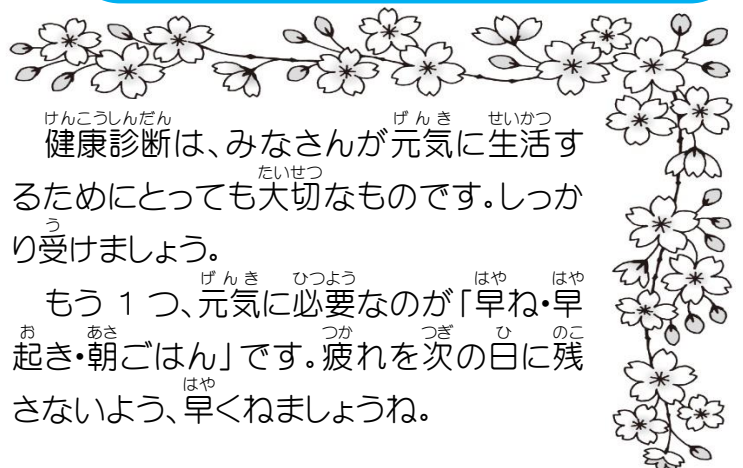 健康診断は、みなさんが元気に生活す
るためにとっても大切なものです。しっか
り受けましょう。
もう 1 つ、元気に必要なのが「早ね・早
起き・朝ごはん」です。疲れを次の日に残
さないよう、早くねましょうね。